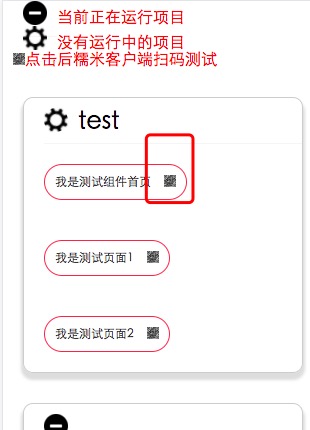 当前正在运行项目
没有运行中的项目
点击后糯米客户端扫码测试
test
我是测试组件首页
我是测试页面1
我是测试页面2